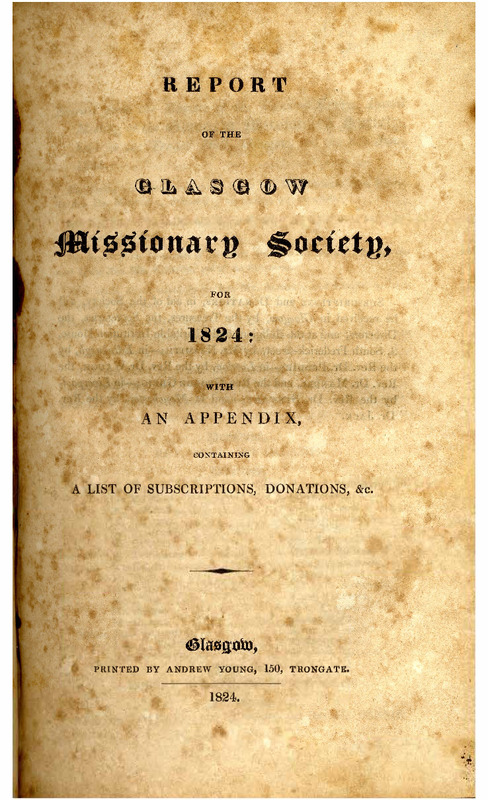 REPORT
OF THE
GLASGOW
Missionary Society,
FOR
1824:
WITH
AN APPENDIX,
CONTAINING
A LIST OF SUBSCRIPTIONS, DONATIONS, &c.
Glasgow,
PRINTED BY ANDREW YOUNG, 150, TRONGATE.
1824.